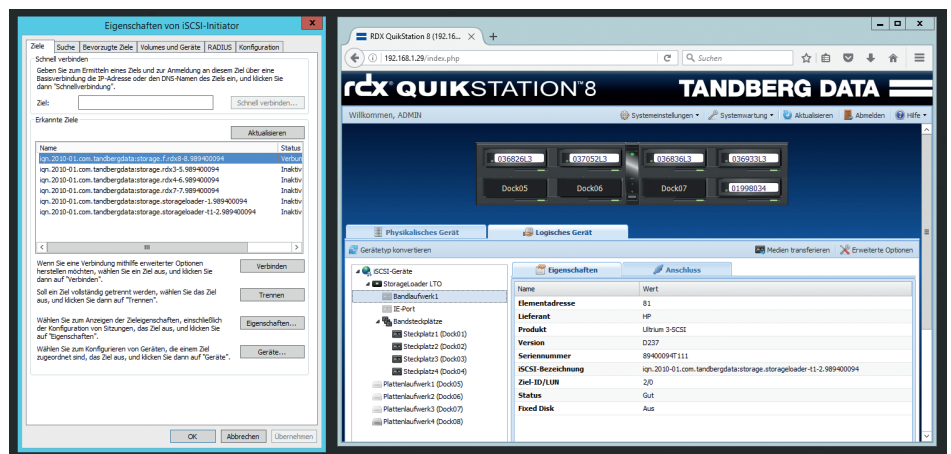 Eigenschaften von iSCSI-Initiator
x
Ziele Suche Bevorzugte Ziele Volumes und Geräte RADIUS Konfiguration
Schnell verbinden
Geben Sie zum Ermitteln eines Ziels und zur Anmeldung an diesem Ziel über eine
Basisverbindung die IP-Adresse oder den DNS-Namen des Ziels ein, und klicken Sie
dann auf "Schnellverbindung".
Ziel:
Schnell verbinden...
Erkannte Ziele
Aktualisieren
Name Status
iqn.2010-01.com.tandbergdata:storage.f.rdx8-8.989400094 Verbun
iqn.2010-01.com.tandbergdata:storage.rdx3-5.989400094 Inaktiv
iqn.2010-01.com.tandbergdata:storage.rdx4-6.989400094 Inaktiv
iqn.2010-01.com.tandbergdata:storage.rdx7-7.989400094 Inaktiv
iqn.2010-01.com.tandbergdata:storage.storageloader-1.989400094 Inaktiv
iqn.2010-01.com.tandbergdata:storage.storageloader-t1-2.989400094 Inaktiv
Wenn Sie eine Verbindung mithilfe erweiterter Optionen
herstellen möchten, wählen Sie ein Ziel aus, und klicken Sie
dann auf "Verbinden".
Verbinden
Soll ein Ziel vollständig getrennt werden, wählen Sie das Ziel
aus, und klicken Sie dann auf "Trennen".
Trennen
Wählen Sie zum Anzeigen der Zieleigenschaften, einschließlich
der Konfiguration von Sitzungen, das Ziel aus, und klicken Sie
auf "Eigenschaften".
Eigenschaften...
Wählen Sie zum Konfigurieren von Geräten, die einem Ziel
zugeordnet sind, das Ziel aus, und klicken Sie dann auf "Geräte".
Geräte...
OK Abbrechen Übernehmen
RDX QuikStation 8 (192.16...
192.168.1.29/index.php
Suchen
rdx QUIKSTATION™8 TANDBERG DATA
Willkommen, ADMIN Systemeinstellungen Systemwartung Aktualisieren Abmelden Hilfe
036826L3 037052L3 036836L3 036933L3
Dock05 Dock06 Dock07 01998034
Physikalisches Gerät Logisches Gerät
Gerätetyp konvertieren Medien transferieren Erweiterte Optionen
iSCSI-Geräte
StorageLoader LTO
Bandlaufwerk1
IE-Port
Bandsteckplätze
Steckplatz1 (Dock01)
Steckplatz2 (Dock02)
Steckplatz3 (Dock03)
Steckplatz4 (Dock04)
Plattenlaufwerk1 (Dock05)
Plattenlaufwerk2 (Dock06)
Plattenlaufwerk3 (Dock07)
Plattenlaufwerk4 (Dock08)
Eigenschaften Anschluss
Name Wert
Elementadresse 81
Lieferant HP
Produkt Ultrium 3-SCSI
Version D237
Seriennummer 89400094T111
iSCSI-Bezeichnung iqn.2010-01.com.tandbergdata:storage.storageloader-t1-2.989400094
Ziel-ID/LUN 2/0
Status Gut
Fixed Disk Aus